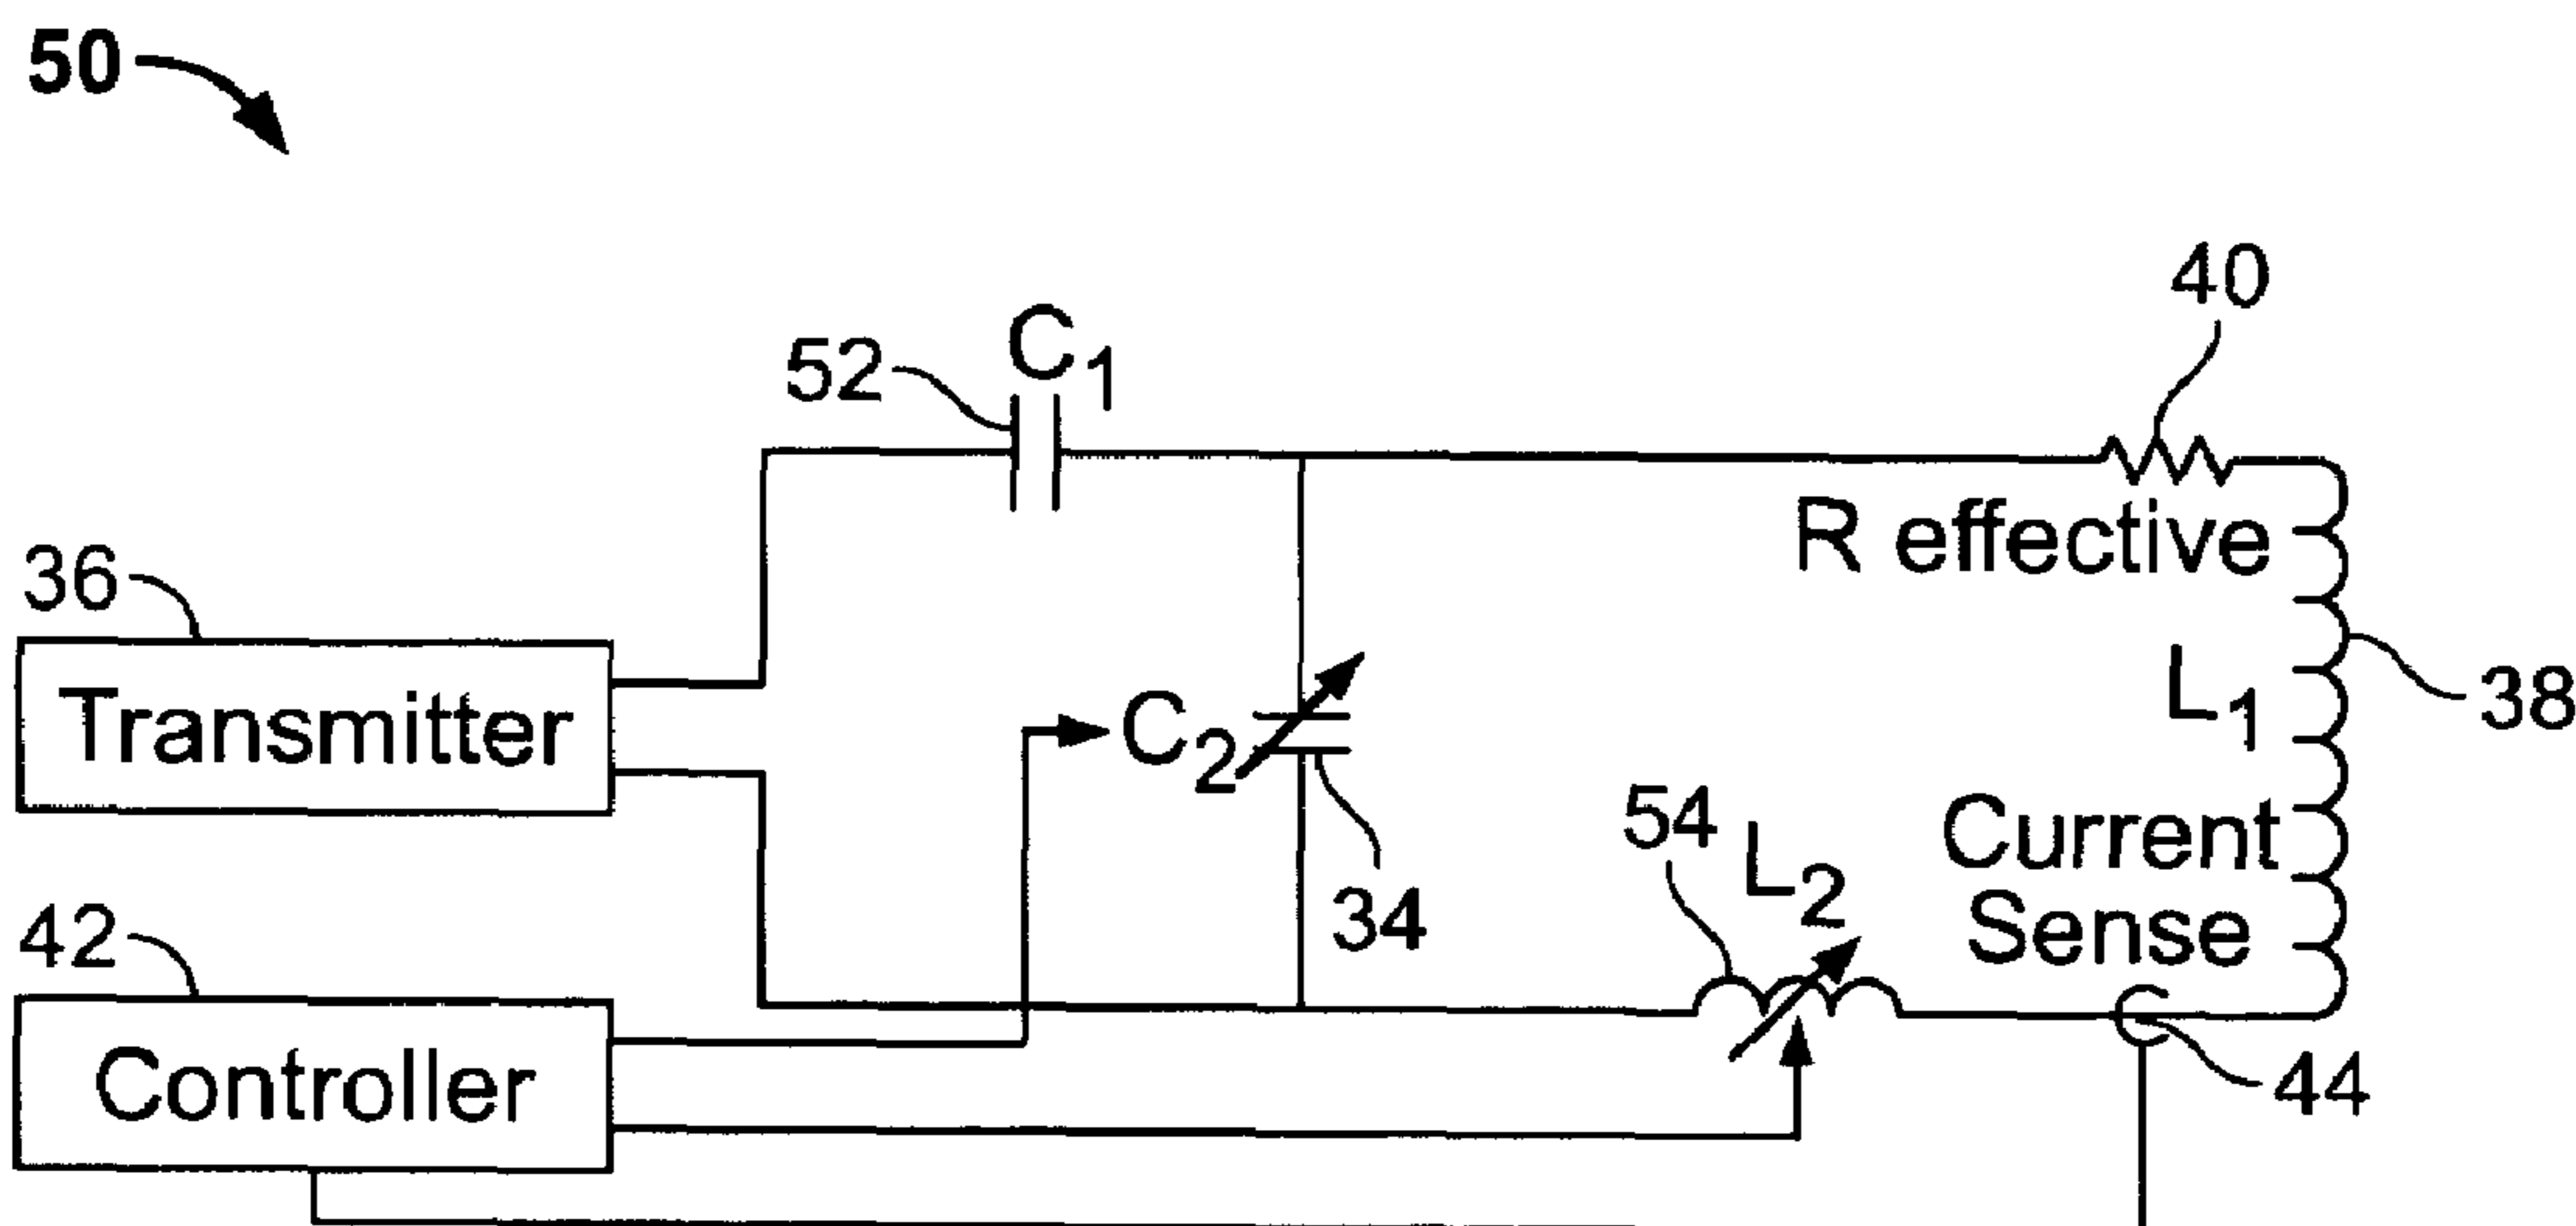 50
40
52
C1
R effective
36
Transmitter
L1
38
C2
54
L2
Current
Sense
34
42
Controller
44